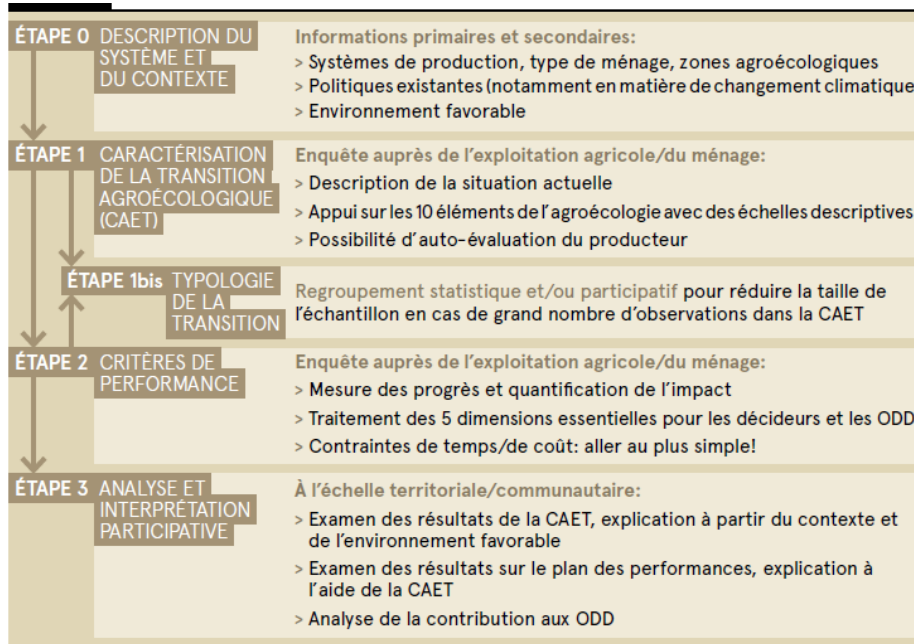 ÉTAPE 0 DESCRIPTION DU
SYSTÈME ET
DU CONTEXTE
Informations primaires et secondaires:
> Systèmes de production, type de ménage, zones agroécologiques
> Politiques existantes (notamment en matière de changement climatique
> Environnement favorable
ÉTAPE 1 CARACTÉRISATION
DE LA TRANSITION
AGROÉCOLOGIQUE
(CAET)
Enquête auprès de l'exploitation agricole/du ménage:
> Description de la situation actuelle
> Appui sur les 10 éléments de l'agroécologie avec des échelles descriptives
> Possibilité d'auto-évaluation du producteur
ÉTAPE 1bis TYPOLOGIE
DE LA
TRANSITION
Regroupement statistique et/ou participatif pour réduire la taille de
l'échantillon en cas de grand nombre d'observations dans la CAET
ÉTAPE 2 CRITÈRES DE
PERFORMANCE
Enquête auprès de l'exploitation agricole/du ménage:
> Mesure des progrès et quantification de l'impact
> Traitement des 5 dimensions essentielles pour les décideurs et les ODD
> Contraintes de temps/de coût: aller au plus simple!
ÉTAPE 3 ANALYSE ET
INTERPRÉTATION
PARTICIPATIVE
À l'échelle territoriale/communautaire:
> Examen des résultats de la CAET, explication à partir du contexte et
de l'environnement favorable
> Examen des résultats sur le plan des performances, explication à
l'aide de la CAET
> Analyse de la contribution aux ODD